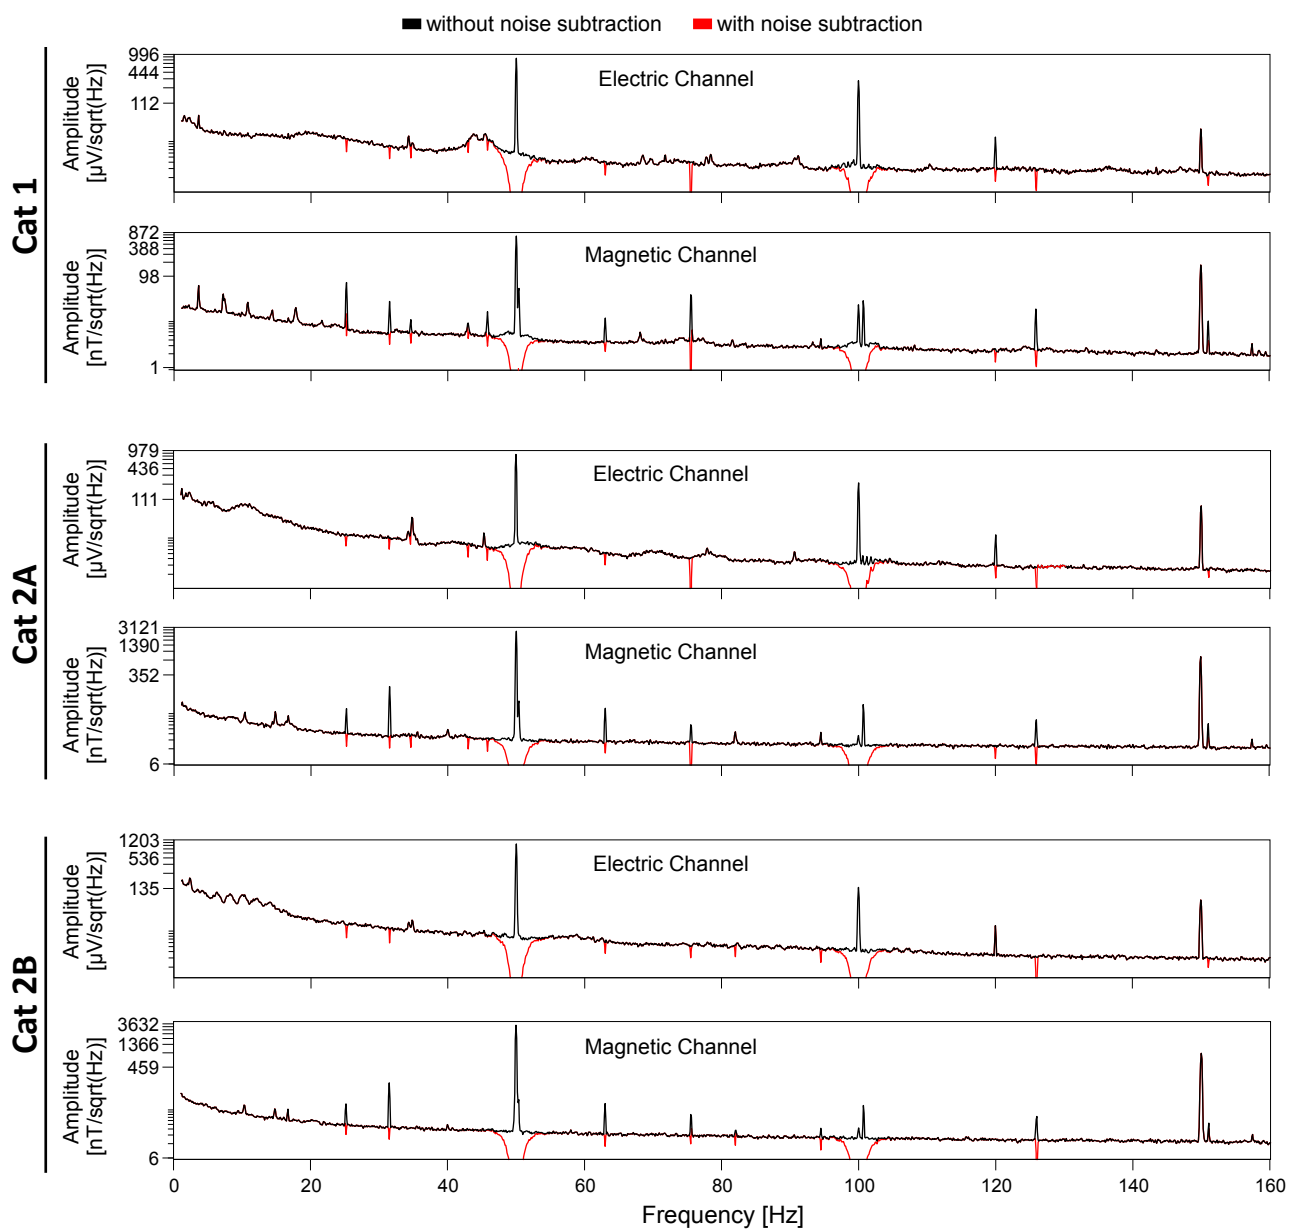 without noise subtraction with noise subtraction
Cat 1
Amplitude
[µV/sqrt(Hz)]
996
444
112
Electric Channel
Amplitude
[nT/sqrt(Hz)]
872
388
98
1
Magnetic Channel
Cat 2A
Amplitude
[µV/sqrt(Hz)]
979
436
111
Electric Channel
Amplitude
[nT/sqrt(Hz)]
3121
1390
352
6
Magnetic Channel
Cat 2B
Amplitude
[µV/sqrt(Hz)]
1203
536
135
Electric Channel
Amplitude
[nT/sqrt(Hz)]
3632
1366
459
6
Magnetic Channel
0 20 40 60 80 100 120 140 160
Frequency [Hz]